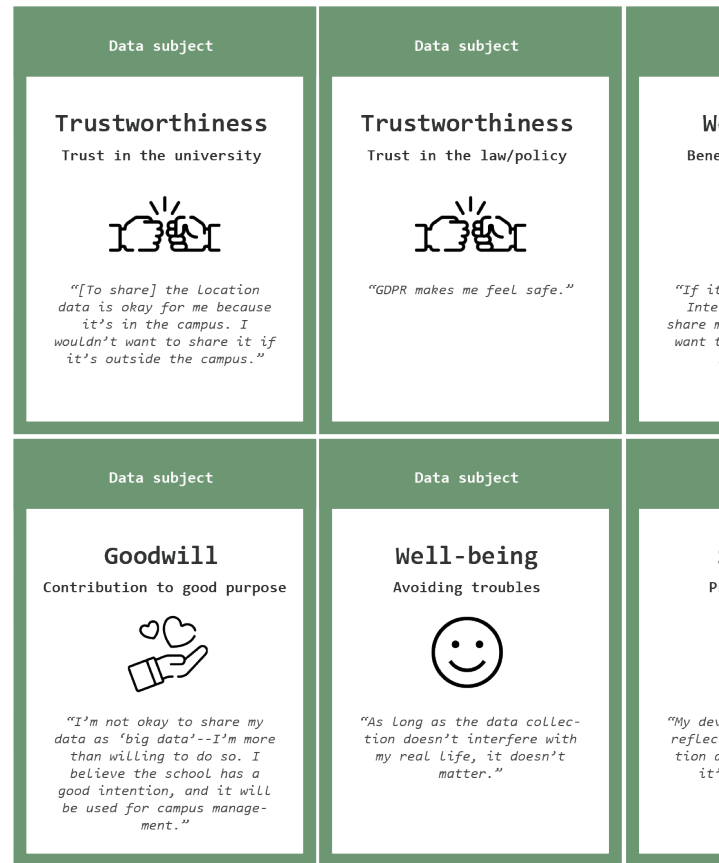 Data subject
Trustworthiness
Trust in the university
“[To share] the location
data is okay for me because
it’s in the campus. I
wouldn’t want to share it if
it’s outside the campus.”
Data subject
Trustworthiness
Trust in the law/policy
“GDPR makes me feel safe.”
“If it
share
want
Data subject
Goodwill
Contribution to good purpose
“I’m not okay to share my
data as ‘big data’--I’m more
than willing to do so. I
believe the school has a
good intention, and it will
be used for campus manage-
ment.”
Data subject
Well-being
Avoiding troubles
“As long as the data collec-
tion doesn’t interfere with
my real life, it doesn’t
matter.”
“My